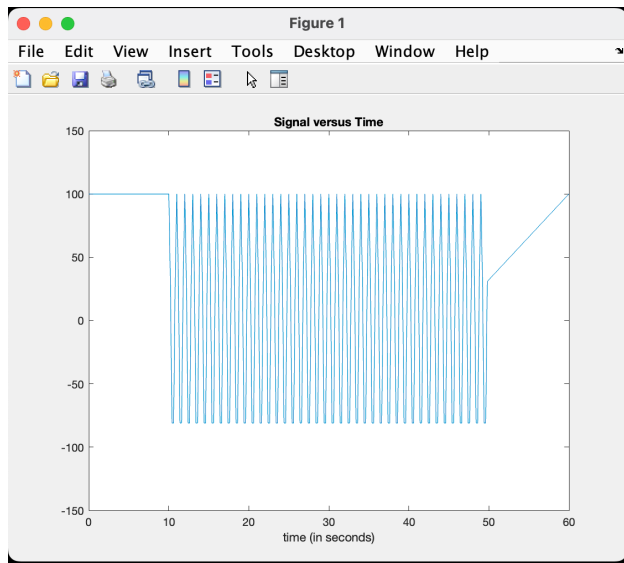 Figure 1
File Edit View Insert Tools Desktop Window Help
Signal versus Time
150
100
50
0
-50
-100
-150
0 10 20 30 40 50 60
time (in seconds)